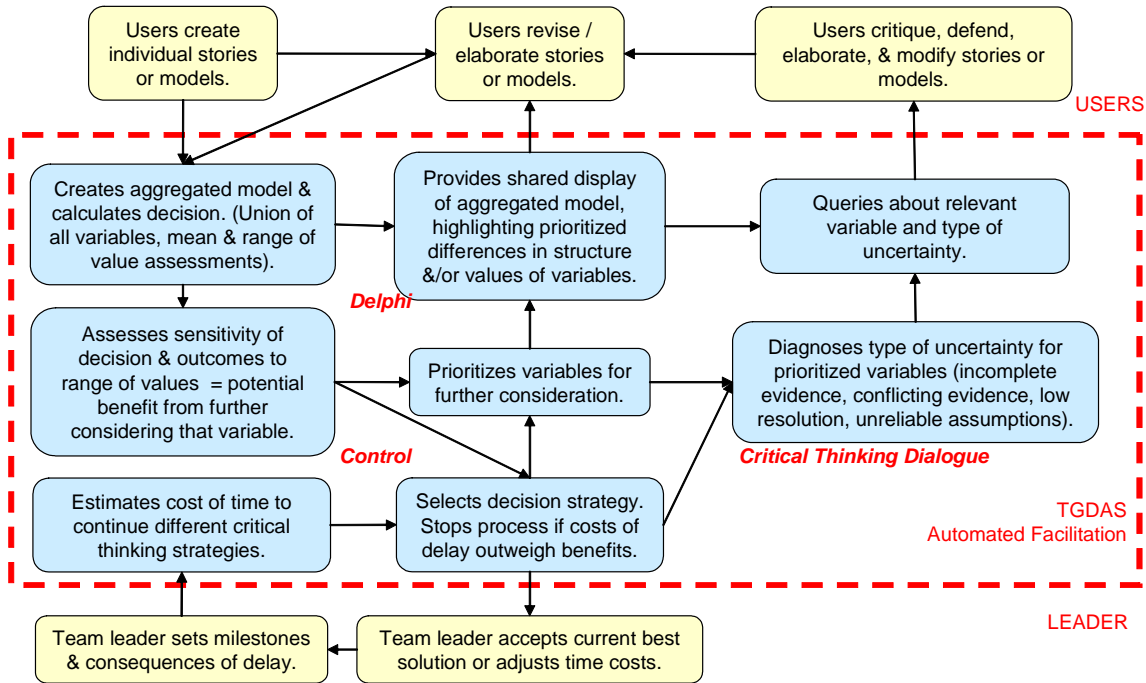 Users create
individual stories
or models.
Users revise /
elaborate stories
or models.
Users critique, defend,
elaborate, & modify stories or
models.
USERS
Creates aggregated model &
calculates decision. (Union of
all variables, mean & range of
value assessments).
Provides shared display
of aggregated model,
highlighting prioritized
differences in structure
&/or values of variables.
Queries about relevant
variable and type of
uncertainty.
Delphi
Assesses sensitivity of
decision & outcomes to
range of values = potential
benefit from further
considering that variable.
Prioritizes variables for
further consideration.
Diagnoses type of uncertainty for
prioritized variables (incomplete
evidence, conflicting evidence, low
resolution, unreliable assumptions).
Control
Critical Thinking Dialogue
Estimates cost of time to
continue different critical
thinking strategies.
Selects decision strategy.
Stops process if costs of
delay outweigh benefits.
TGDAS
Automated Facilitation
LEADER
Team leader sets milestones
& consequences of delay.
Team leader accepts current best
solution or adjusts time costs.